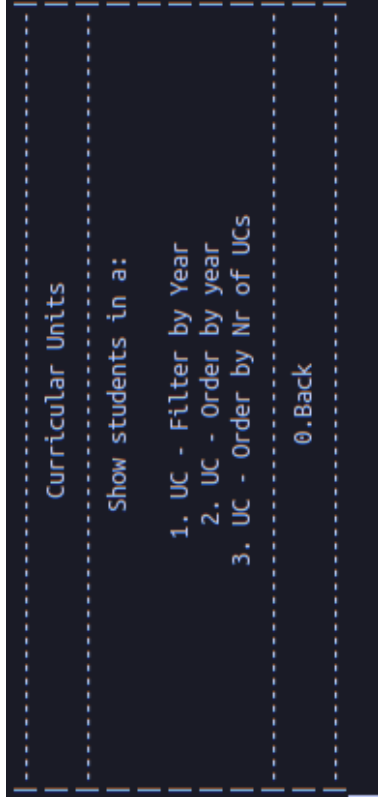 Curricular Units
Show students in a:
1. UC - Filter by Year
2. UC - Order by year
3. UC - Order by Nr of UCs
0.Back